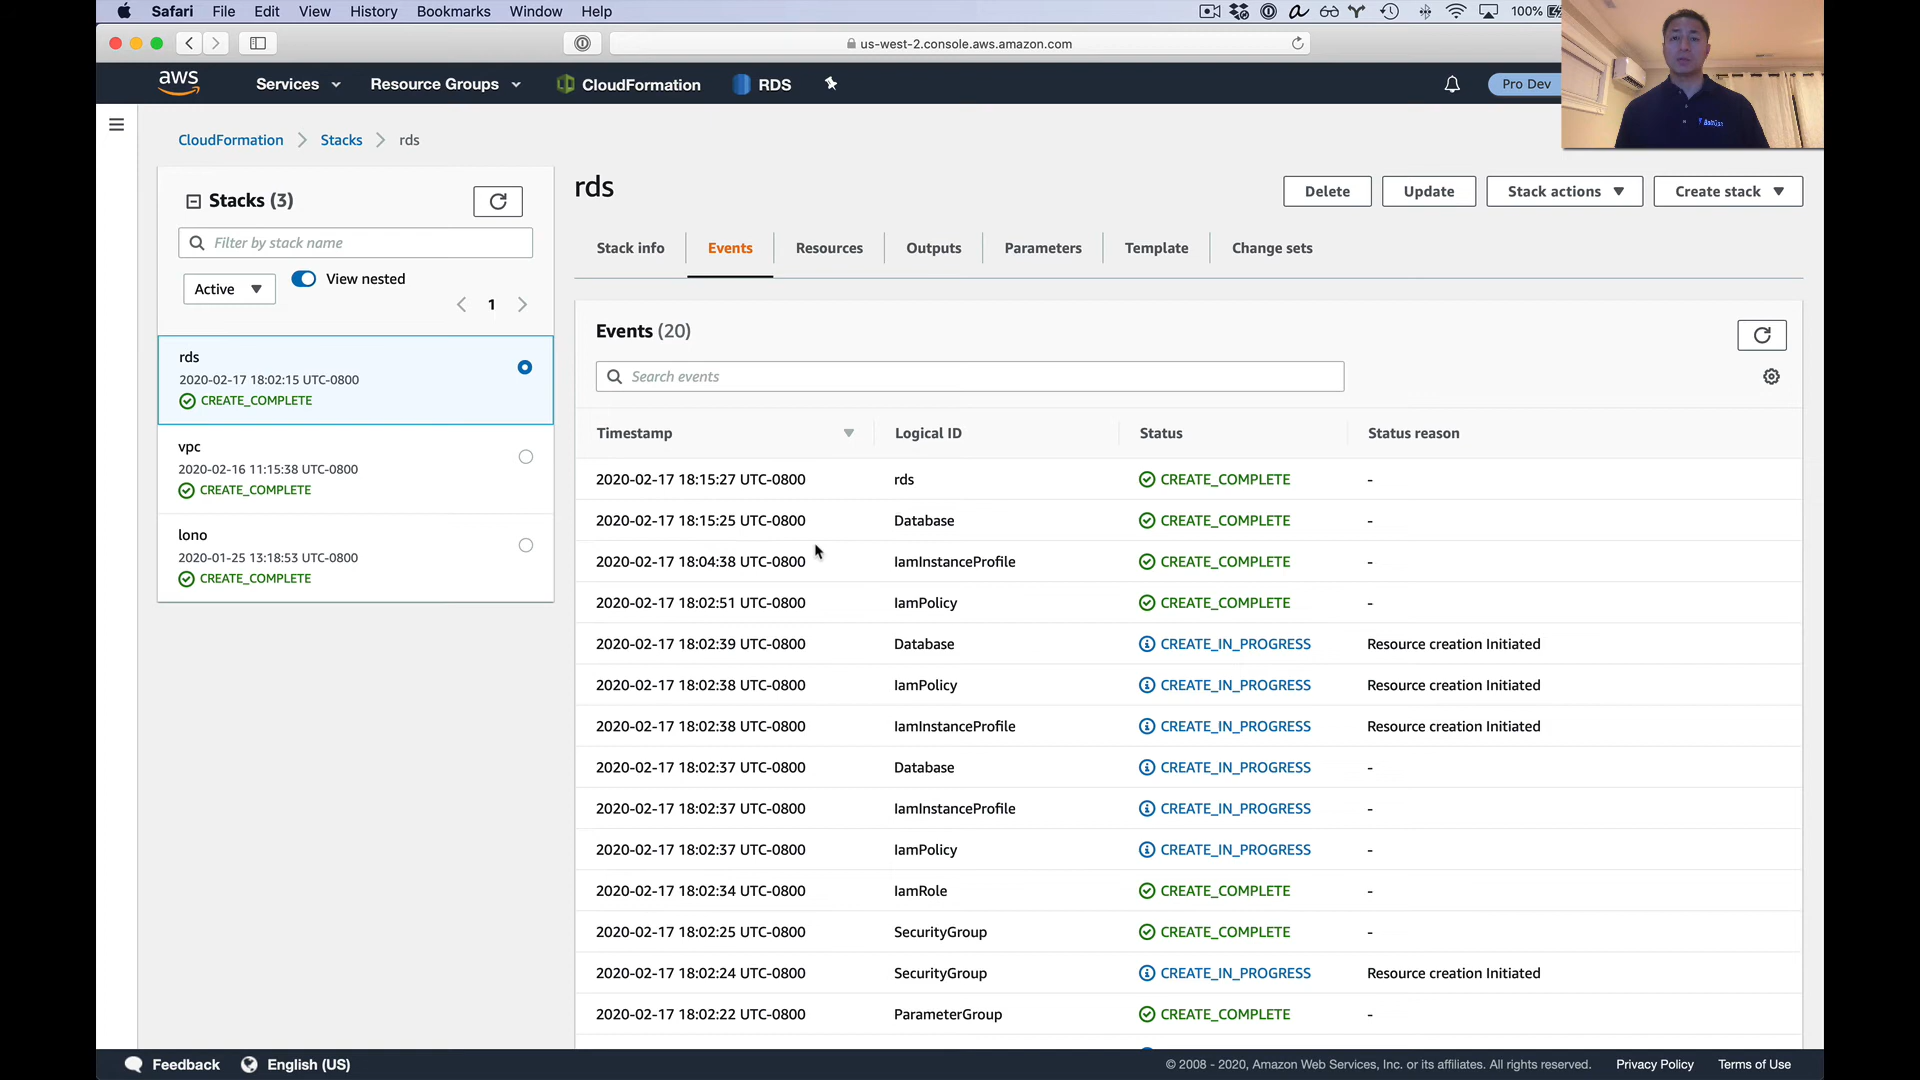 Safari File Edit View History Bookmarks Window Help 100%
us-west-2.console.aws.amazon.com
aws Services Resource Groups CloudFormation RDS Pro Dev
CloudFormation Stacks rds
Stacks (3)
Filter by stack name
Active View nested
1
rds
2020-02-17 18:02:15 UTC-0800
CREATE_COMPLETE
vpc
2020-02-16 11:15:38 UTC-0800
CREATE_COMPLETE
lono
2020-01-25 13:18:53 UTC-0800
CREATE_COMPLETE
rds
Delete Update Stack actions Create stack
Stack info Events Resources Outputs Parameters Template Change sets
Events (20)
Search events
Timestamp Logical ID Status Status reason
2020-02-17 18:15:27 UTC-0800 rds CREATE_COMPLETE -
2020-02-17 18:15:25 UTC-0800 Database CREATE_COMPLETE -
2020-02-17 18:04:38 UTC-0800 IamInstanceProfile CREATE_COMPLETE -
2020-02-17 18:02:51 UTC-0800 IamPolicy CREATE_COMPLETE -
2020-02-17 18:02:39 UTC-0800 Database CREATE_IN_PROGRESS Resource creation Initiated
2020-02-17 18:02:38 UTC-0800 IamPolicy CREATE_IN_PROGRESS Resource creation Initiated
2020-02-17 18:02:38 UTC-0800 IamInstanceProfile CREATE_IN_PROGRESS Resource creation Initiated
2020-02-17 18:02:37 UTC-0800 Database CREATE_IN_PROGRESS -
2020-02-17 18:02:37 UTC-0800 IamInstanceProfile CREATE_IN_PROGRESS -
2020-02-17 18:02:37 UTC-0800 IamPolicy CREATE_IN_PROGRESS -
2020-02-17 18:02:34 UTC-0800 IamRole CREATE_COMPLETE -
2020-02-17 18:02:25 UTC-0800 SecurityGroup CREATE_COMPLETE -
2020-02-17 18:02:24 UTC-0800 SecurityGroup CREATE_IN_PROGRESS Resource creation Initiated
2020-02-17 18:02:22 UTC-0800 ParameterGroup CREATE_COMPLETE -
Feedback English (US) © 2008 - 2020, Amazon Web Services, Inc. or its affiliates. All rights reserved. Privacy Policy Terms of Use